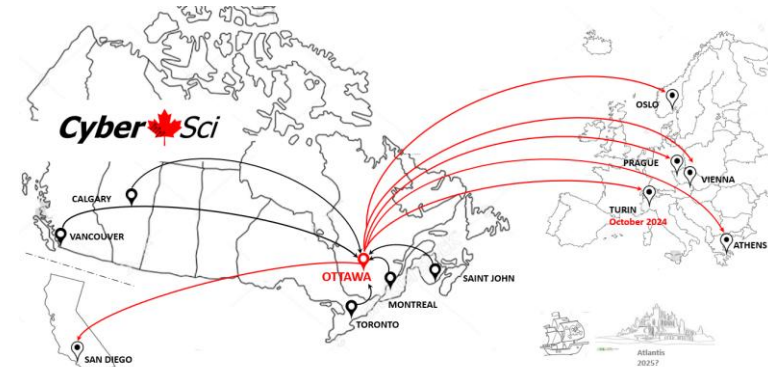 Cyber Sci
OSLO
PRAGUE
VIENNA
CALGARY
TURIN
October 2024
VANCOUVER
ATHENS
OTTAWA
SAINT JOHN
MONTREAL
TORONTO
SAN DIEGO
Atlantis
2025?